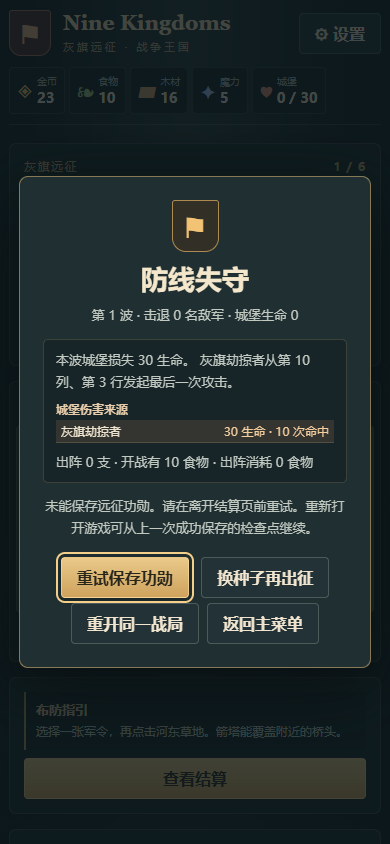 Nine Kingdoms
灰旗远征 · 战争王国
设置
金币
23
食物
10
木材
16
魔力
5
城堡
0 / 30
灰旗远征
1 / 6
防线失守
第 1 波 · 击退 0 名敌军 · 城堡生命 0
本波城堡损失 30 生命。 灰旗劫掠者从第 10
列、第 3 行发起最后一次攻击。
城堡伤害来源
灰旗劫掠者
30 生命 · 10 次命中
出阵 0 支 · 开战有 10 食物 · 出阵消耗 0 食物
未能保存远征功勋。请在离开结算页前重试。重新打
开游戏可从上一次成功保存的检查点继续。
重试保存功勋
换种子再出征
重开同一战局
返回主菜单
布防指引
选择一张军令，再点击河东草地。箭塔能覆盖附近的桥头。
查看结算